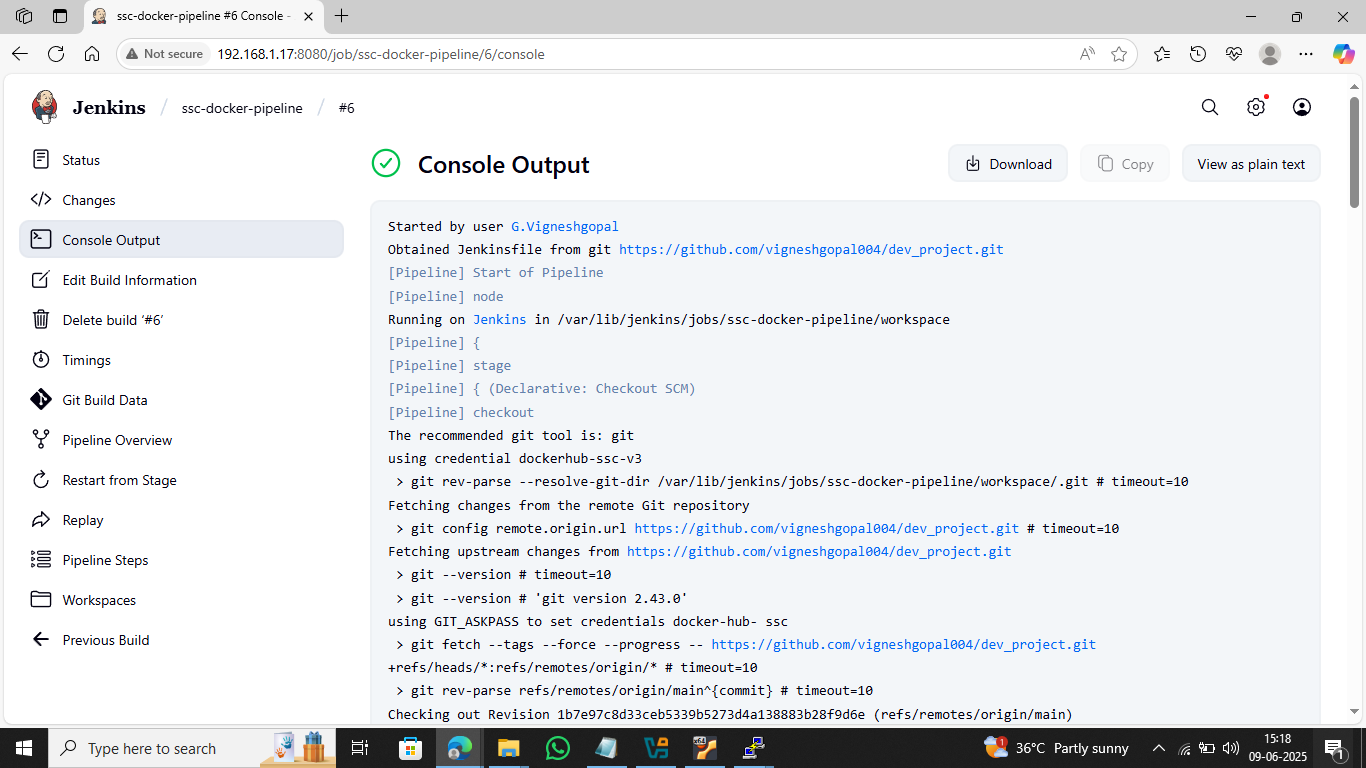 ssc-docker-pipeline #6 Console -
Not secure
192.168.1.17:8080/job/ssc-docker-pipeline/6/console
Jenkins / ssc-docker-pipeline / #6
Status
Changes
Console Output
Edit Build Information
Delete build ‘#6’
Timings
Git Build Data
Pipeline Overview
Restart from Stage
Replay
Pipeline Steps
Workspaces
Previous Build
Console Output
Download
Copy
View as plain text
Started by user G.Vigneshgopal
Obtained Jenkinsfile from git https://github.com/vigneshgopal004/dev_project.git
[Pipeline] Start of Pipeline
[Pipeline] node
Running on Jenkins in /var/lib/jenkins/jobs/ssc-docker-pipeline/workspace
[Pipeline] {
[Pipeline] stage
[Pipeline] { (Declarative: Checkout SCM)
[Pipeline] checkout
The recommended git tool is: git
using credential dockerhub-ssc-v3
> git rev-parse --resolve-git-dir /var/lib/jenkins/jobs/ssc-docker-pipeline/workspace/.git # timeout=10
Fetching changes from the remote Git repository
> git config remote.origin.url https://github.com/vigneshgopal004/dev_project.git # timeout=10
Fetching upstream changes from https://github.com/vigneshgopal004/dev_project.git
> git --version # timeout=10
> git --version # 'git version 2.43.0'
using GIT_ASKPASS to set credentials docker-hub- ssc
> git fetch --tags --force --progress -- https://github.com/vigneshgopal004/dev_project.git
+refs/heads/*:refs/remotes/origin/* # timeout=10
> git rev-parse refs/remotes/origin/main^{commit} # timeout=10
Checking out Revision 1b7e97c8d33ceb5339b5273d4a138883b28f9d6e (refs/remotes/origin/main)
Type here to search
36°C Partly sunny
15:18
09-06-2025
1
1